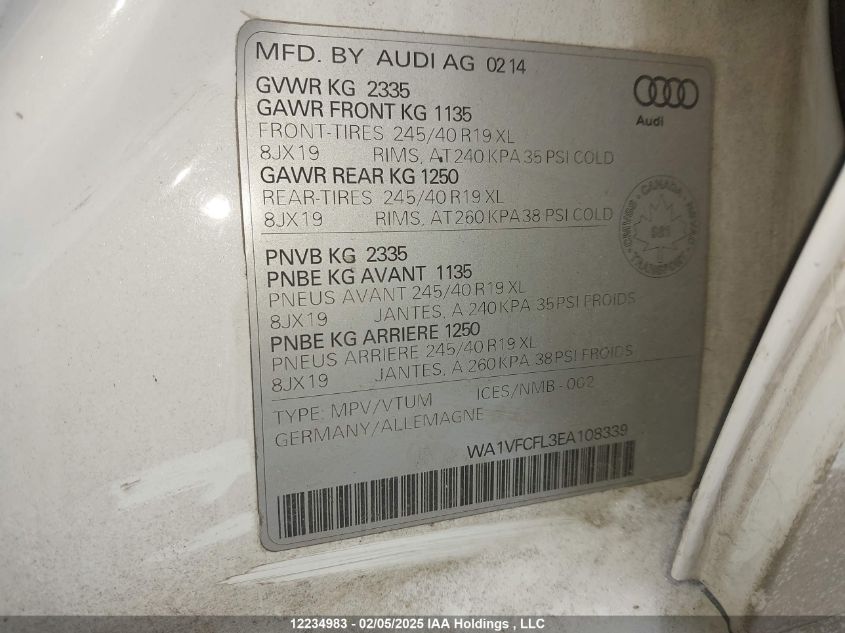 MFD. BY AUDI AG 02 14
Audi
GVWR KG 2335
GAWR FRONT KG 1135
FRONT-TIRES 245/40 R19 XL
8JX19 RIMS, AT 240 KPA 35 PSI COLD
GAWR REAR KG 1250
REAR-TIRES 245/40 R19 XL
8JX19 RIMS, AT 260 KPA 38 PSI COLD
CANADA
TRANSPORT
PNVB KG 2335
PNBE KG AVANT 1135
PNEUS AVANT 245/40 R19 XL
8JX19 JANTES, A 240 KPA 35 PSI FROIDS
PNBE KG ARRIERE 1250
PNEUS ARRIERE 245/40 R19 XL
8JX19 JANTES, A 260 KPA 38 PSI FROIDS
TYPE: MPV/VTUM ICES/NMB-002
GERMANY/ALLEMAGNE
WA1VFCFL3EA108339
12234983 - 02/05/2025 IAA Holdings , LLC